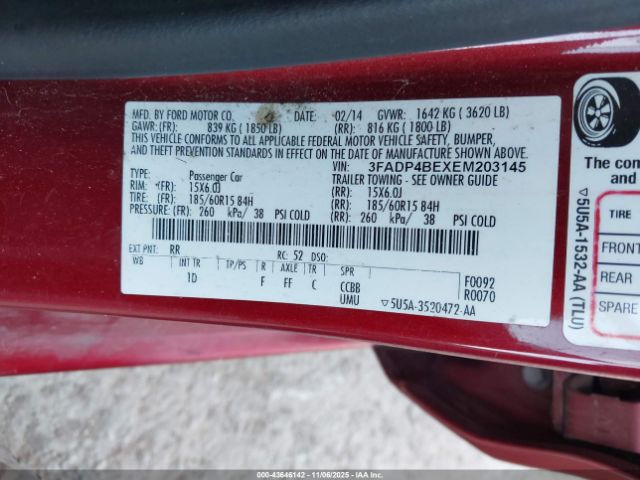 MFD. BY FORD MOTOR CO. DATE: 02/14 GVWR: 1642 KG ( 3620 LB)
GAWR: (FR): 839 KG ( 1850 LB) (RR): 816 KG ( 1800 LB)
THIS VEHICLE CONFORMS TO ALL APPLICABLE FEDERAL MOTOR VEHICLE SAFETY, BUMPER,
AND THEFT PREVENTION STANDARDS IN EFFECT ON THE DATE OF MANUFACTURE SHOWN ABOVE.
VIN: 3FADP4BEXEM203145
TYPE: Passenger Car TRAILER TOWING - SEE OWNER GUIDE
RIM: (FR): 15X6.0J (RR): 15X6.0J
TIRE: (FR): 185/60R15 84H (RR): 185/60R15 84H
PRESSURE: (FR): 260 kPa/ 38 PSI COLD (RR): 260 kPa/ 38 PSI COLD
EXT PNT: RR RC: 52 DSO:
WB INT TR TP/PS R AXLE TR SPR
1D F FF C CCBB F0092
UMU R0070
▽5U5A-3520472-AA
The con
and
▽5U5A-1532-AA (TLU)
TIRE
FRONT
REAR
SPARE
000-43646142 - 11/06/2025 - IAAI.COM